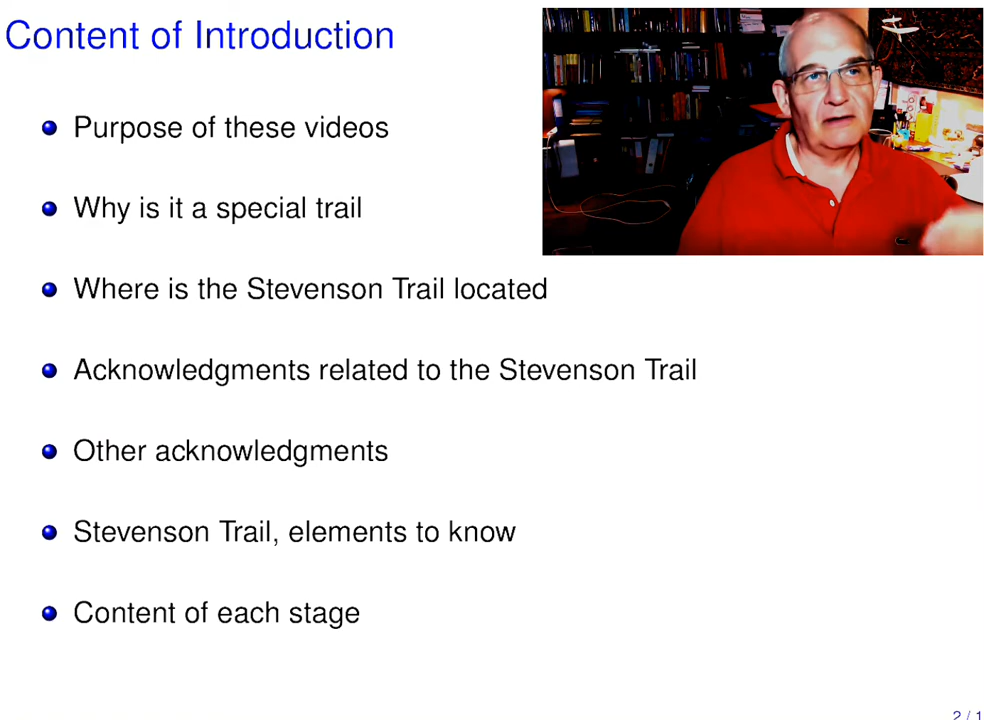 Content of Introduction
Purpose of these videos
Why is it a special trail
Where is the Stevenson Trail located
Acknowledgments related to the Stevenson Trail
Other acknowledgments
Stevenson Trail, elements to know
Content of each stage
2 / 1